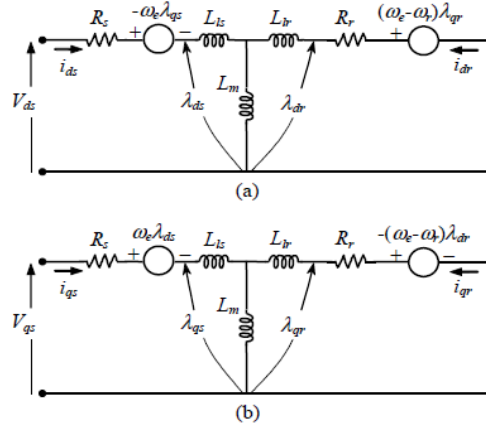 R_s + -ω_eλ_qs − L_ls L_lr R_r + (ω_e-ω_r)λ_qr
i_ds λ_ds L_m λ_dr i_dr
V_ds
(a)
R_s + ω_eλ_ds − L_ls L_lr R_r + -(ω_e-ω_r)λ_dr −
i_qs λ_qs L_m λ_qr i_qr
V_qs
(b)